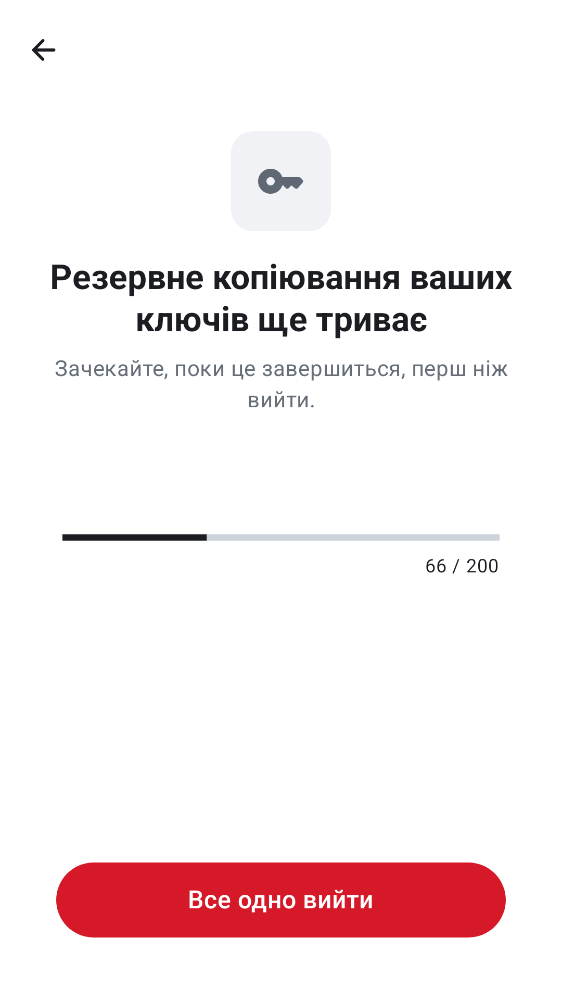 Резервне копіювання ваших
ключів ще триває
Зачекайте, поки це завершиться, перш ніж
вийти.
66 / 200
Все одно вийти